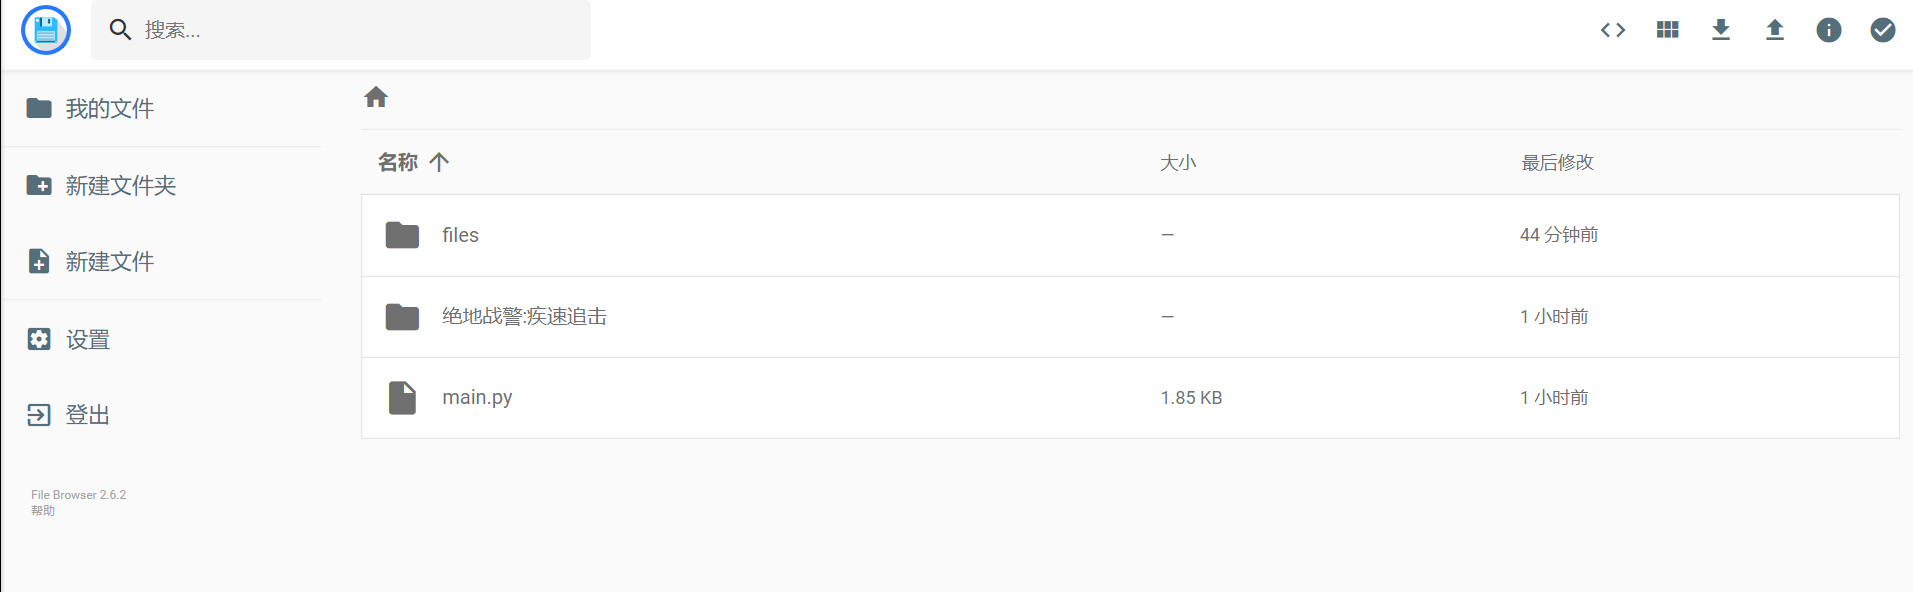 搜索...
我的文件
新建文件夹
新建文件
设置
登出
File Browser 2.6.2
帮助
名称 大小 最后修改
files — 44 分钟前
绝地战警:疾速追击 — 1 小时前
main.py 1.85 KB 1 小时前